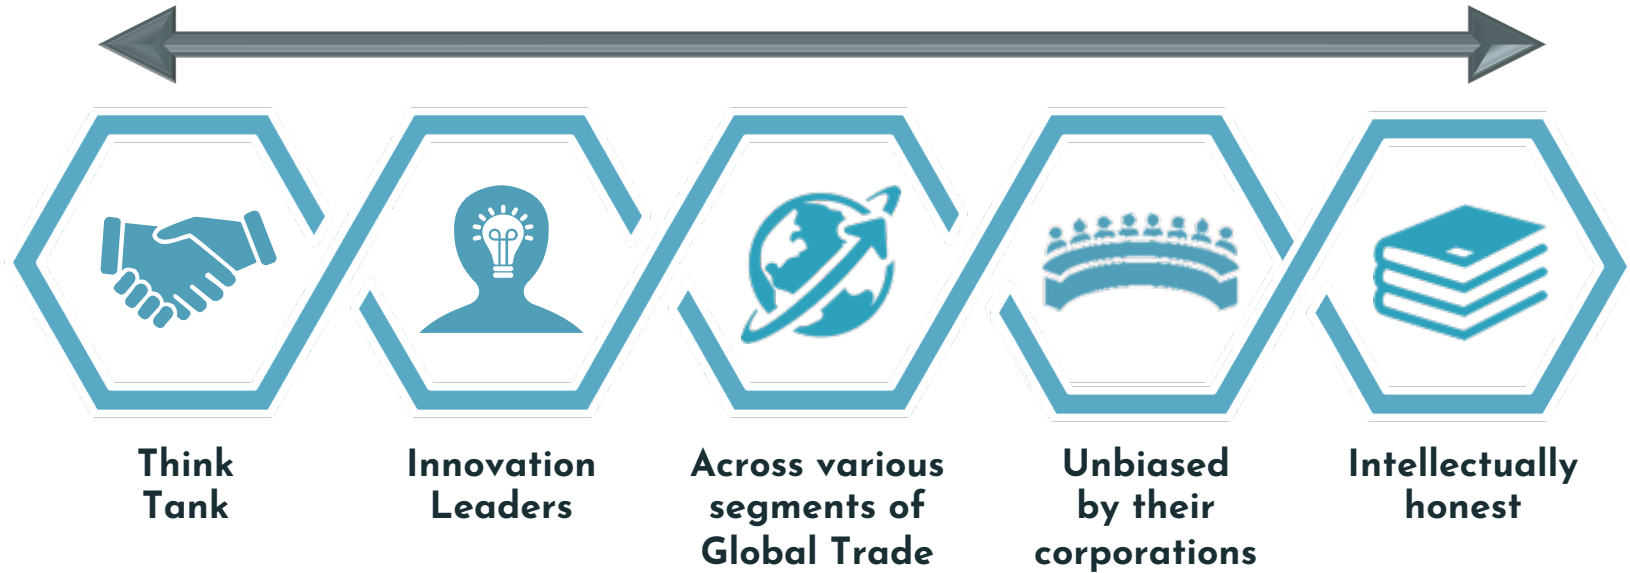 Think
Tank
Innovation
Leaders
Across various
segments of
Global Trade
Unbiased
by their
corporations
Intellectually
honest